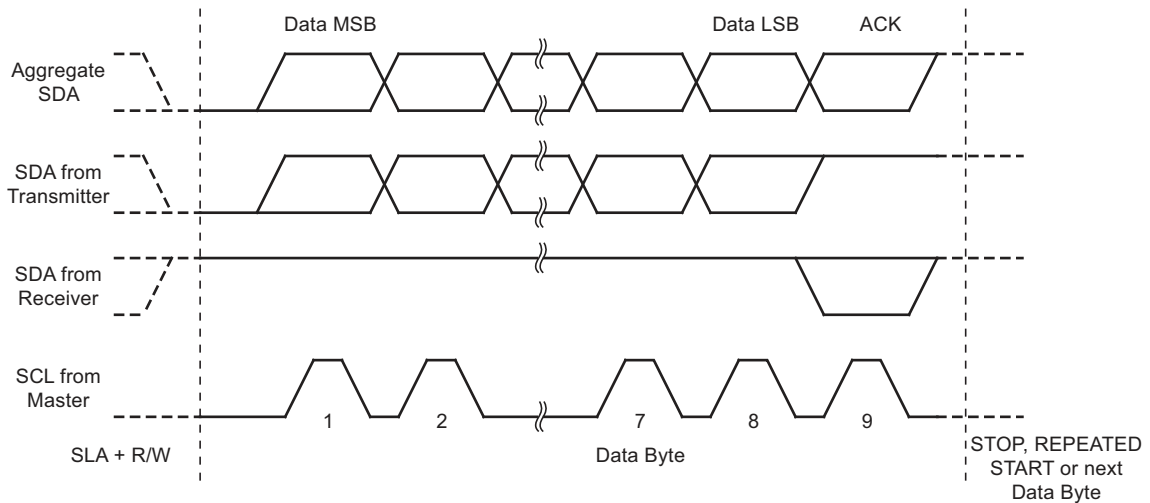 Data MSB
Data LSB
ACK
Aggregate
SDA
SDA from
Transmitter
SDA from
Receiver
SCL from
Master
1
2
7
8
9
SLA + R/W
Data Byte
STOP, REPEATED
START or next
Data Byte